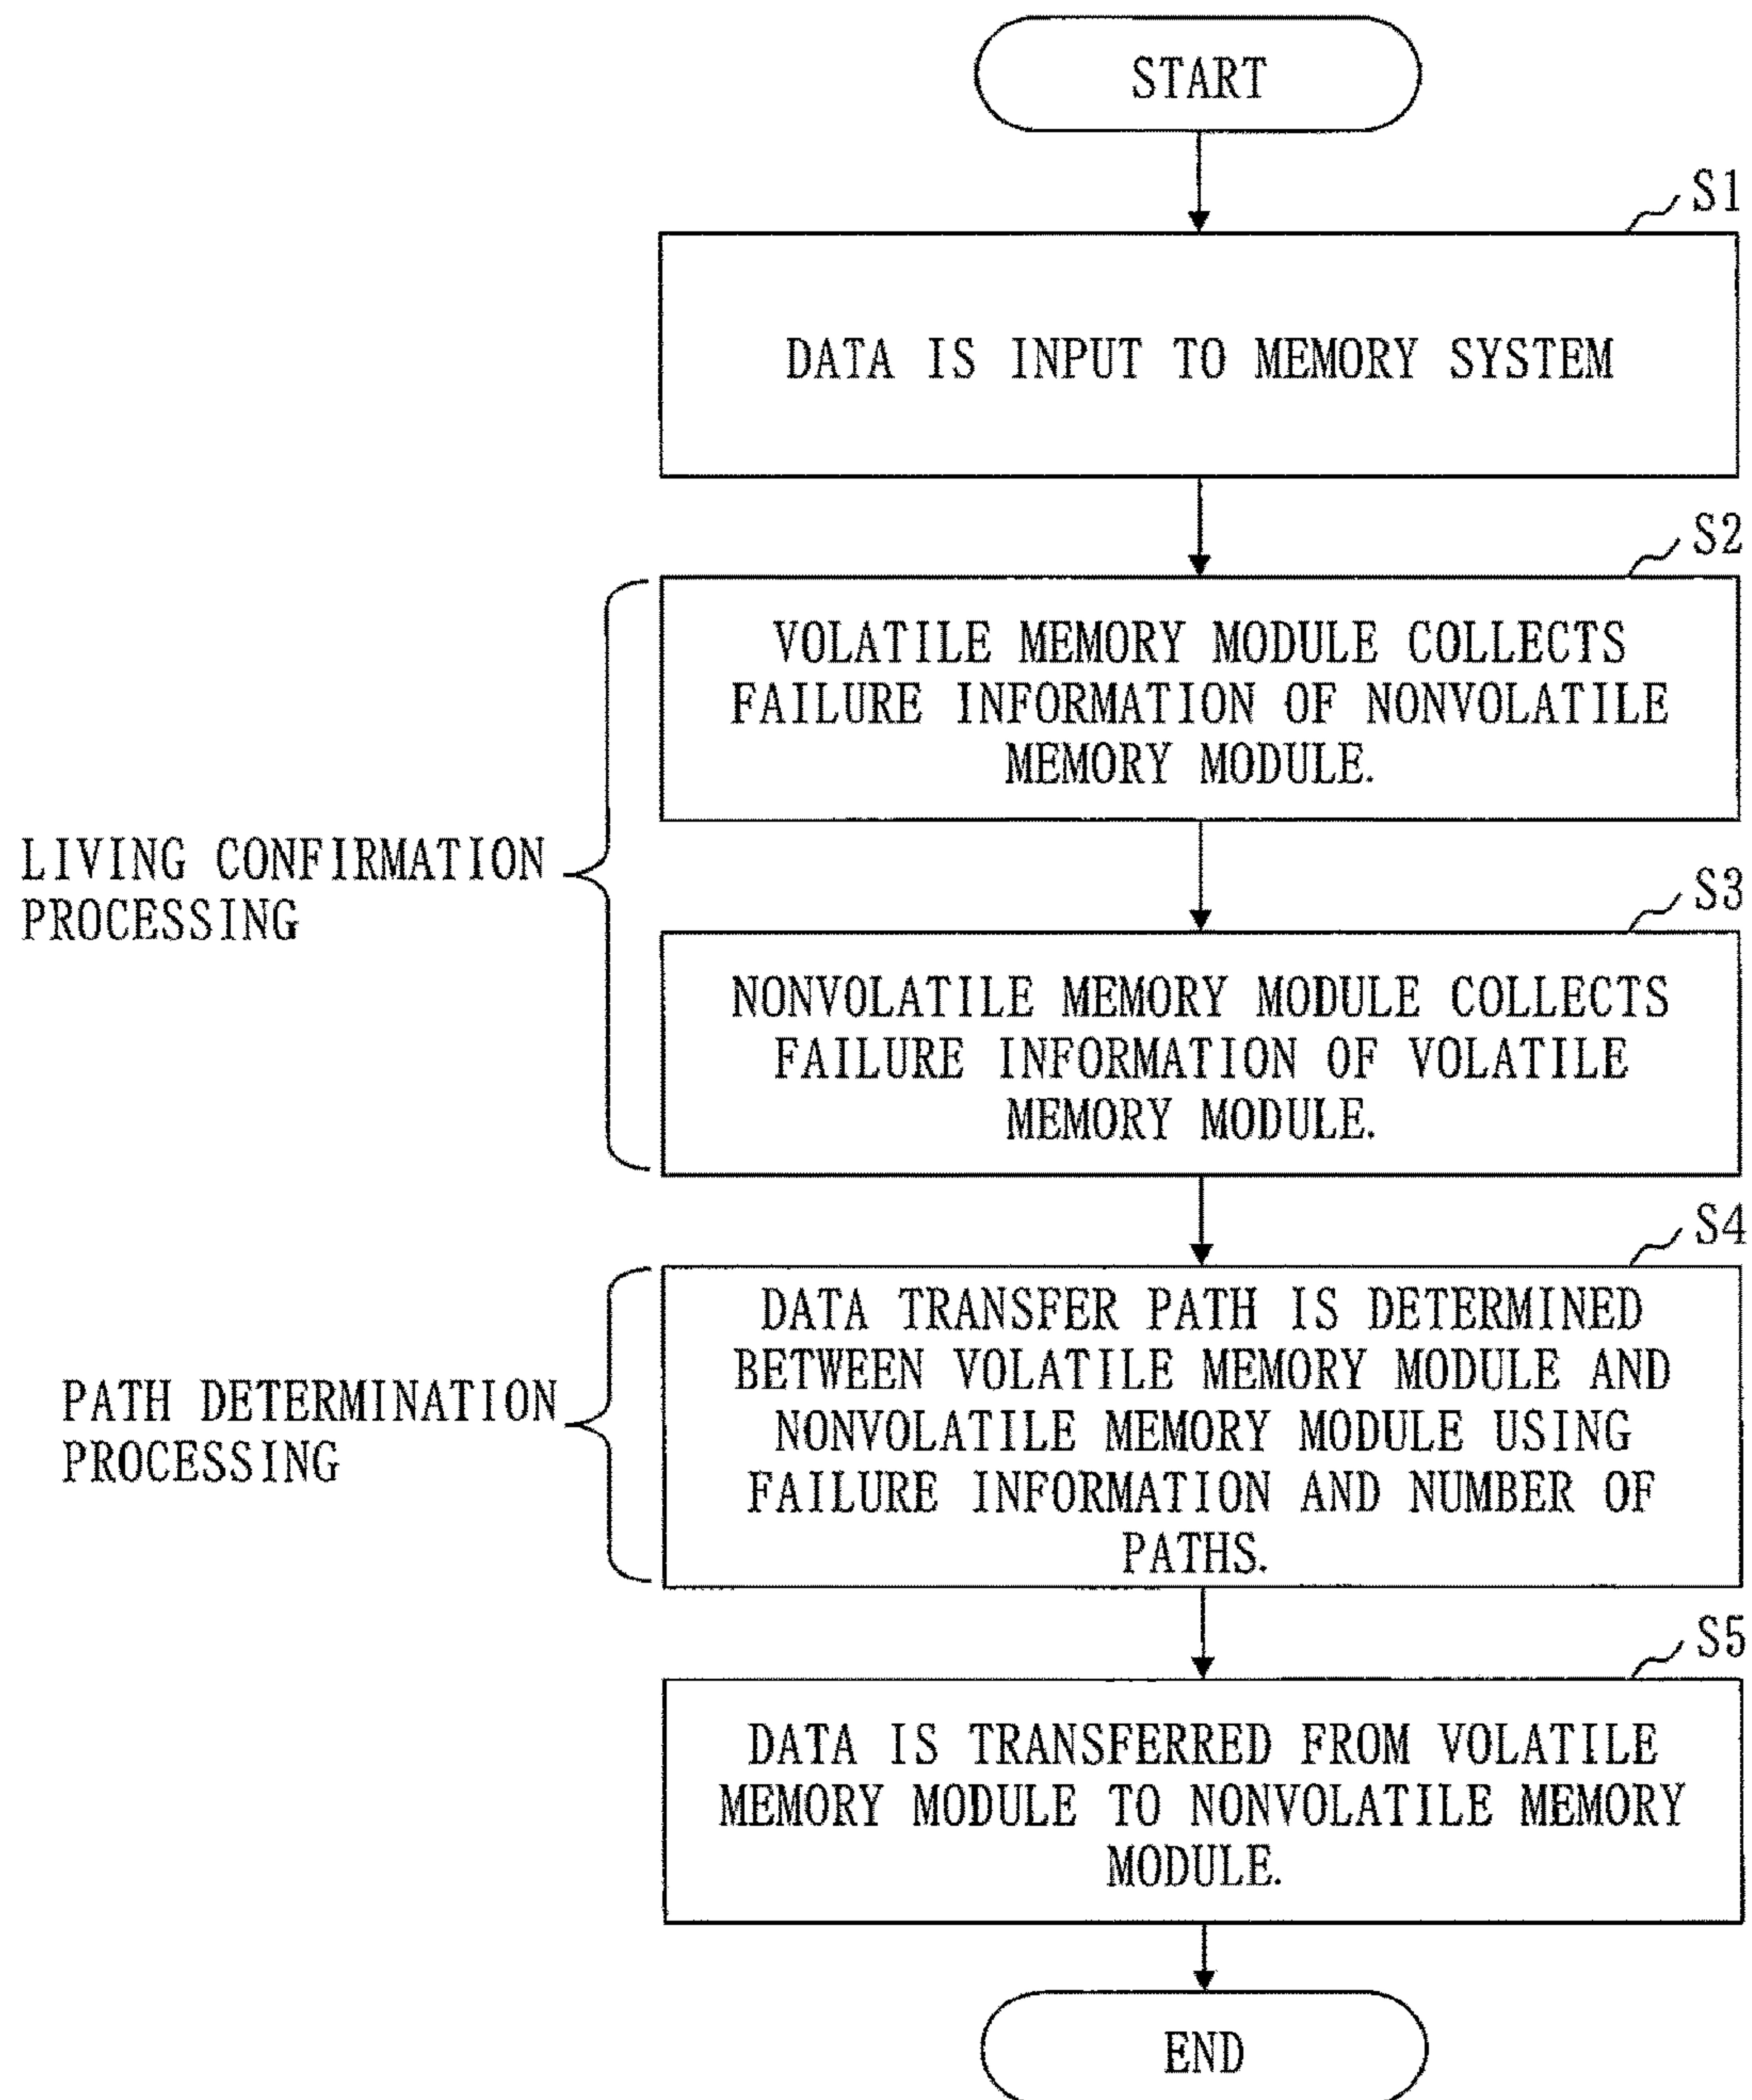 START
S1
DATA IS INPUT TO MEMORY SYSTEM
S2
VOLATILE MEMORY MODULE COLLECTS
FAILURE INFORMATION OF NONVOLATILE
MEMORY MODULE.
LIVING CONFIRMATION
PROCESSING
S3
NONVOLATILE MEMORY MODULE COLLECTS
FAILURE INFORMATION OF VOLATILE
MEMORY MODULE.
S4
DATA TRANSFER PATH IS DETERMINED
BETWEEN VOLATILE MEMORY MODULE AND
NONVOLATILE MEMORY MODULE USING
FAILURE INFORMATION AND NUMBER OF
PATHS.
PATH DETERMINATION
PROCESSING
S5
DATA IS TRANSFERRED FROM VOLATILE
MEMORY MODULE TO NONVOLATILE MEMORY
MODULE.
END